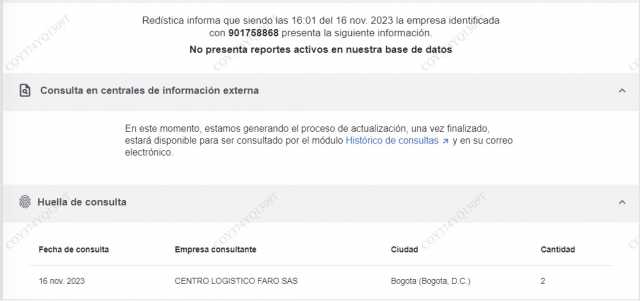 Redística informa que siendo las 16:01 del 16 nov. 2023 la empresa identificada
con 901758868 presenta la siguiente información.
No presenta reportes activos en nuestra base de datos
Consulta en centrales de información externa
En este momento, estamos generando el proceso de actualización, una vez finalizado,
estará disponible para ser consultado por el módulo Histórico de consultas ↗ y en su correo
electrónico.
Huella de consulta
Fecha de consulta Empresa consultante Ciudad Cantidad
16 nov. 2023 CENTRO LOGISTICO FARO SAS Bogota (Bogota, D.C.) 2